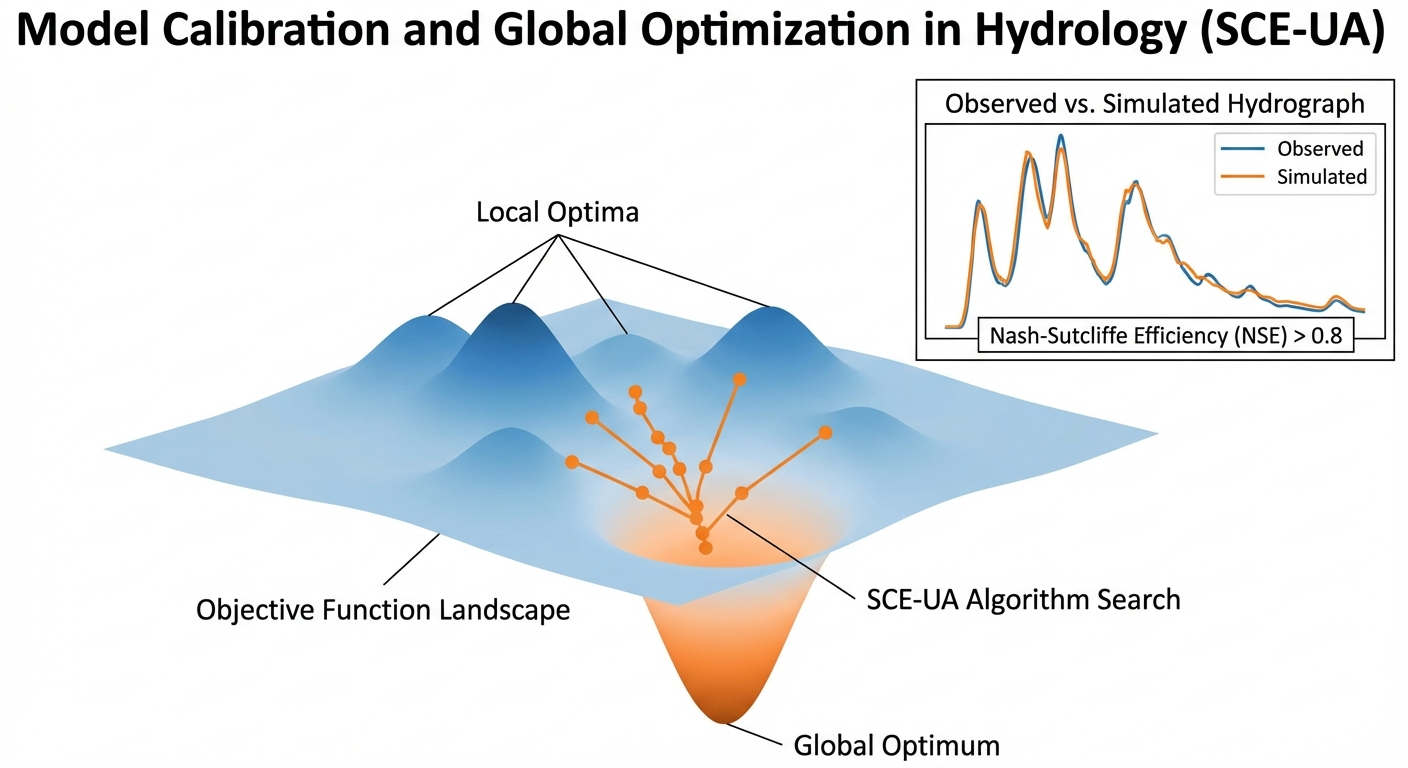 Model Calibration and Global Optimization in Hydrology (SCE-UA)
Observed vs. Simulated Hydrograph
Observed
Simulated
Nash-Sutcliffe Efficiency (NSE) > 0.8
Local Optima
Objective Function Landscape
SCE-UA Algorithm Search
Global Optimum